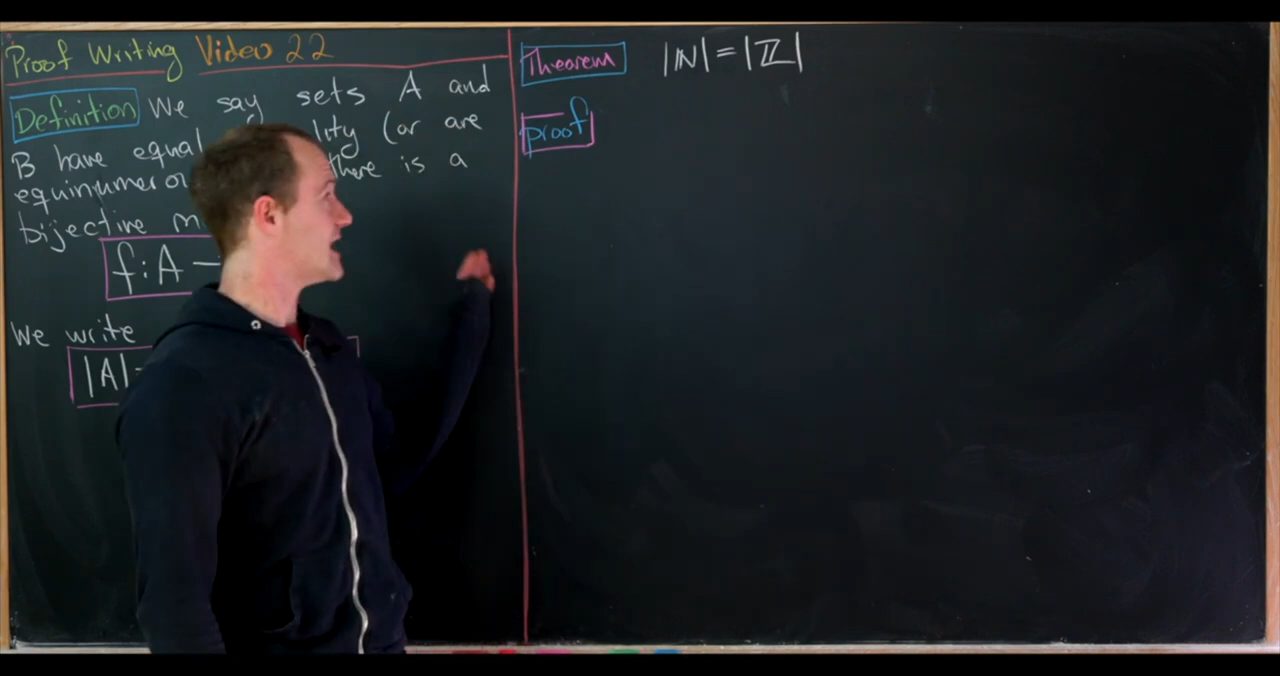 Proof Writing Video 22
Definition We say sets A and
B have equal lity (or are
equinumero there is a
bijective m
f: A —
We write
|A|
Theorem |ℕ| = |ℤ|
proof